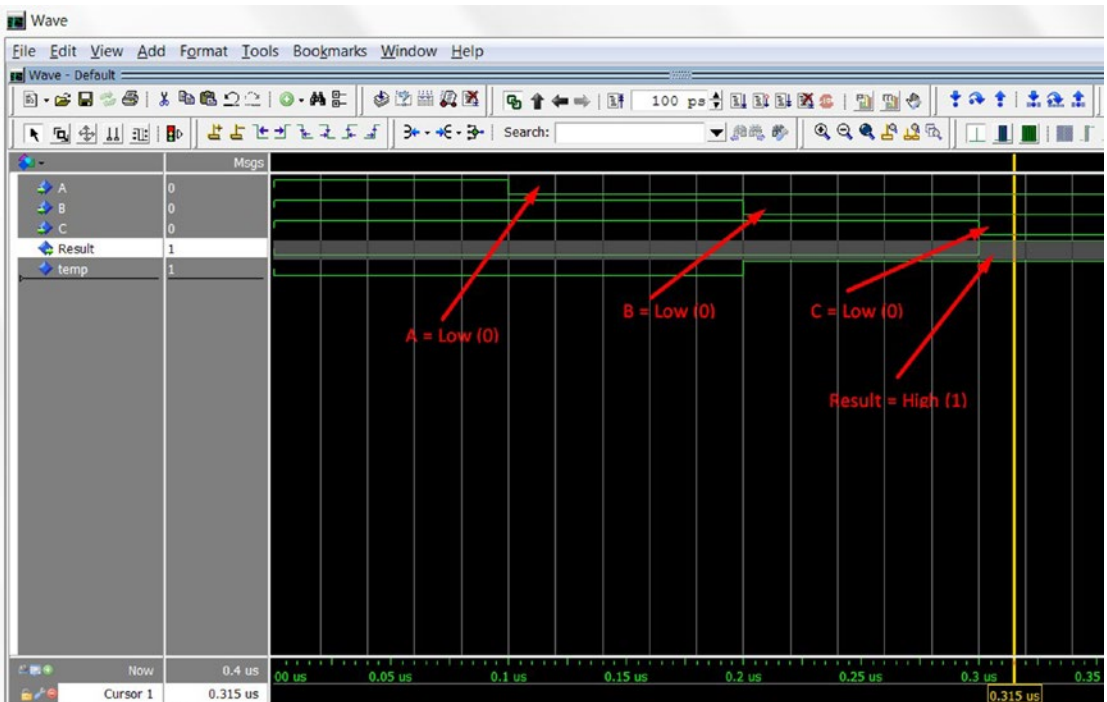 Wave
File Edit View Add Format Tools Bookmarks Window Help
Wave - Default
100 ps
Search:
Msgs
A 0
B 0
C 0
Result 1
temp 1
A = Low (0)
B = Low (0)
C = Low (0)
Result = High (1)
Now 0.4 us
00 us 0.05 us 0.1 us 0.15 us 0.2 us 0.25 us 0.3 us 0.35
Cursor 1 0.315 us
0.315 us